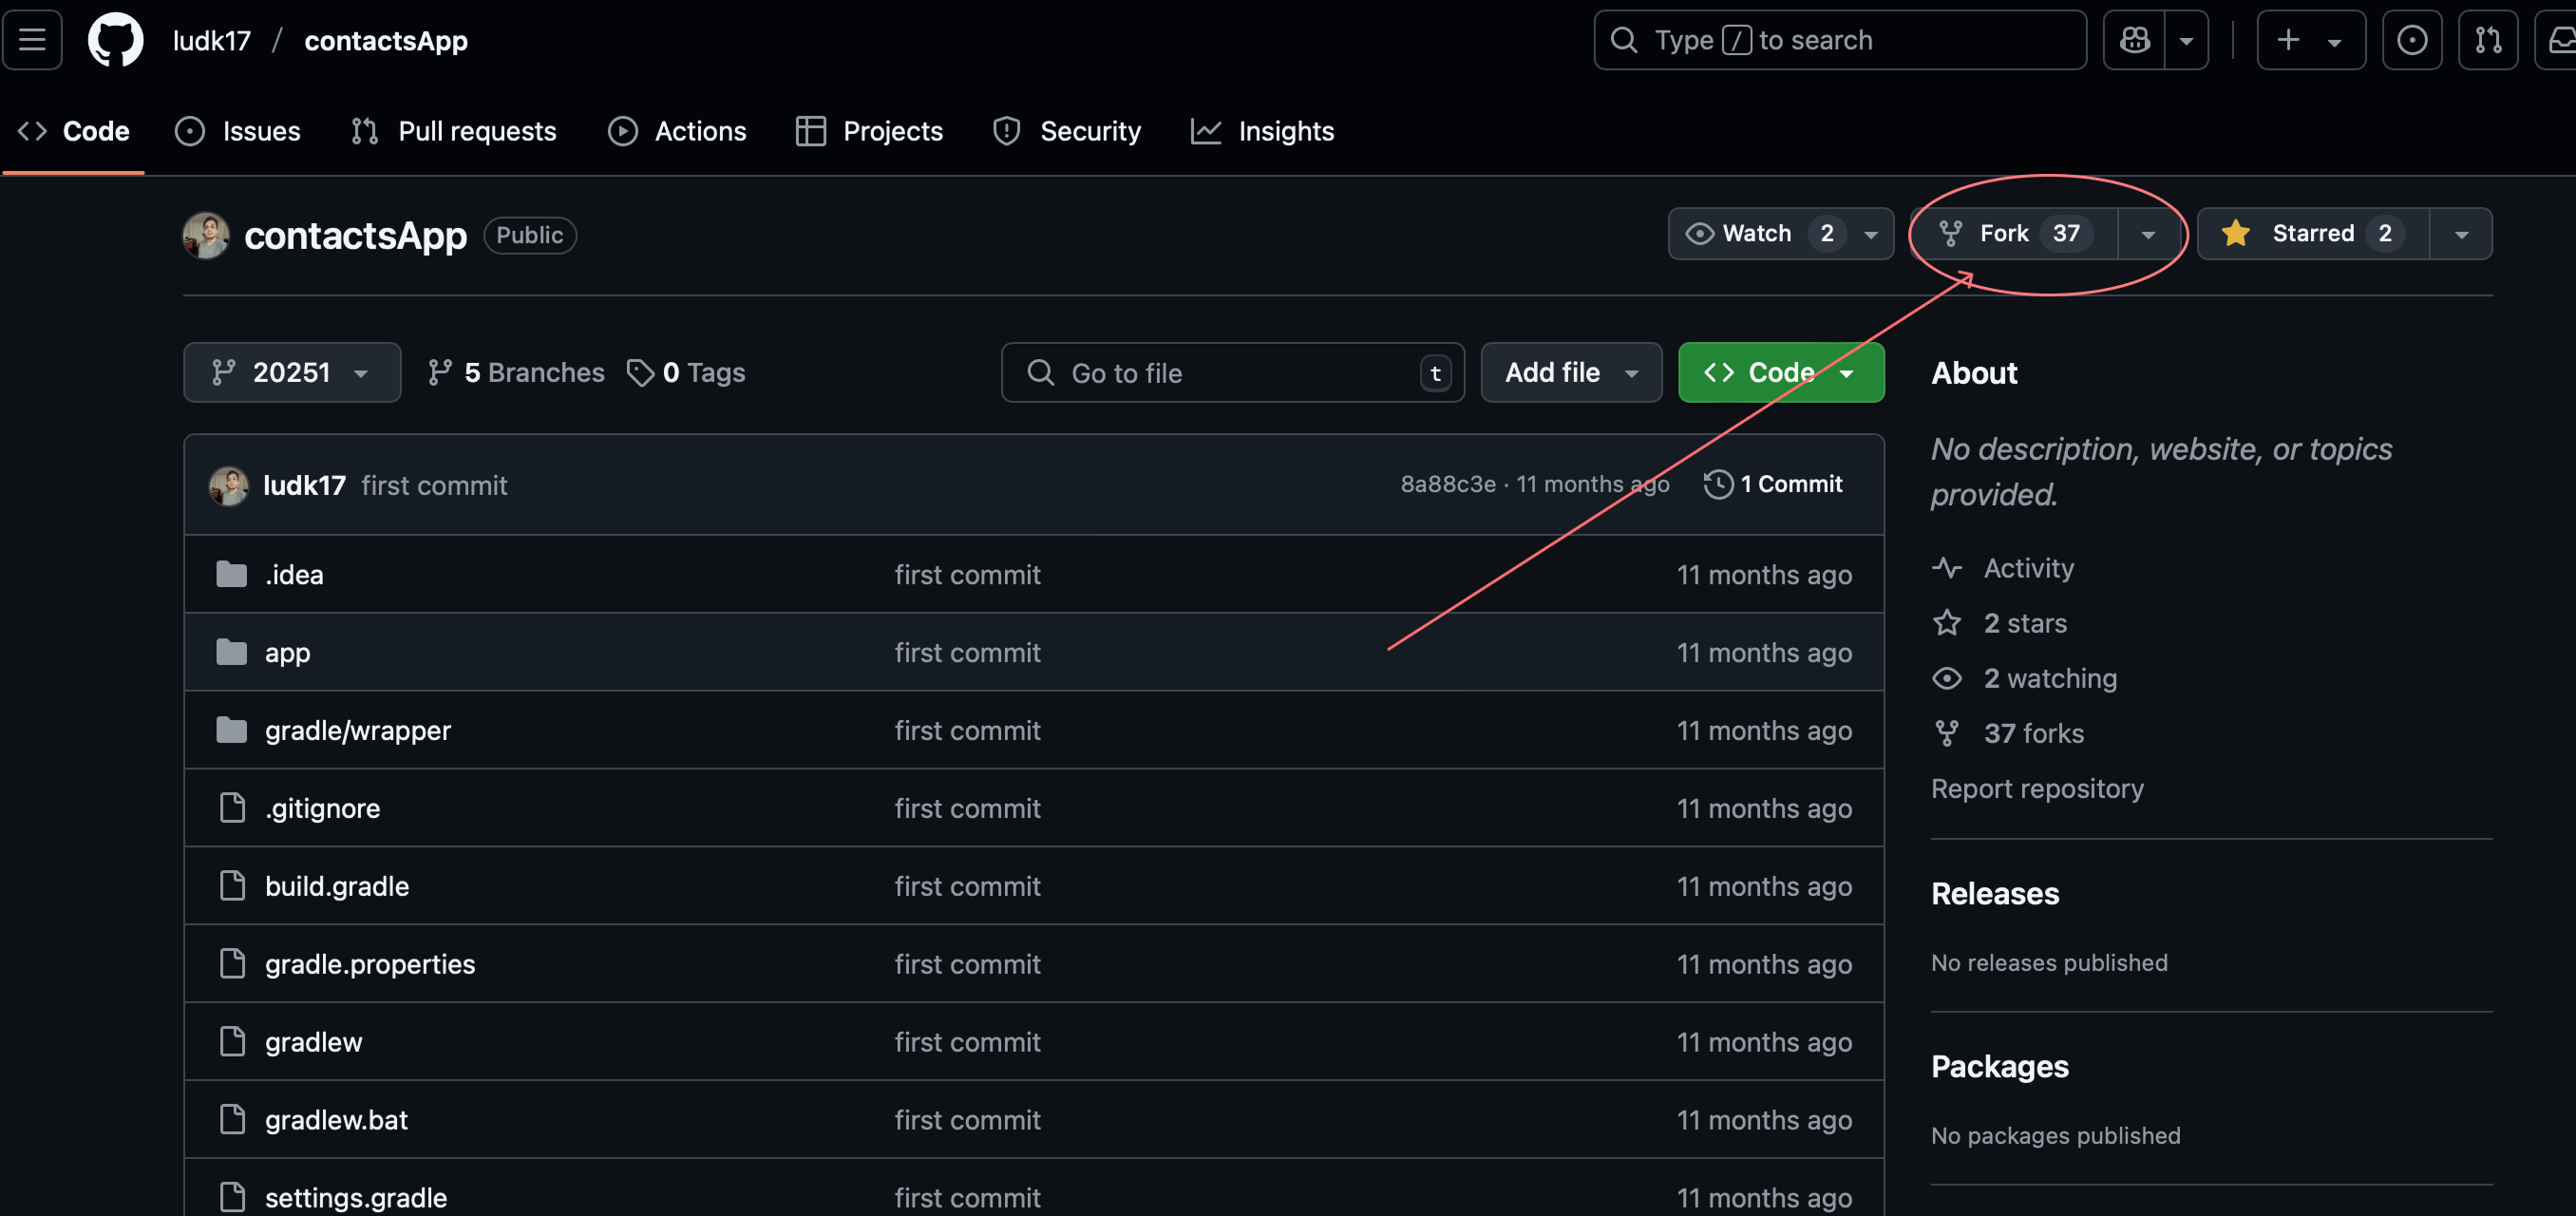 ludk17 / contactsApp
Type / to search
Code Issues Pull requests Actions Projects Security Insights
contactsApp Public
Watch 2 Fork 37 Starred 2
20251 5 Branches 0 Tags Go to file t Add file Code
ludk17 first commit 8a88c3e · 11 months ago 1 Commit
.idea first commit 11 months ago
app first commit 11 months ago
gradle/wrapper first commit 11 months ago
.gitignore first commit 11 months ago
build.gradle first commit 11 months ago
gradle.properties first commit 11 months ago
gradlew first commit 11 months ago
gradlew.bat first commit 11 months ago
settings.gradle first commit 11 months ago
About
No description, website, or topics
provided.
Activity
2 stars
2 watching
37 forks
Report repository
Releases
No releases published
Packages
No packages published